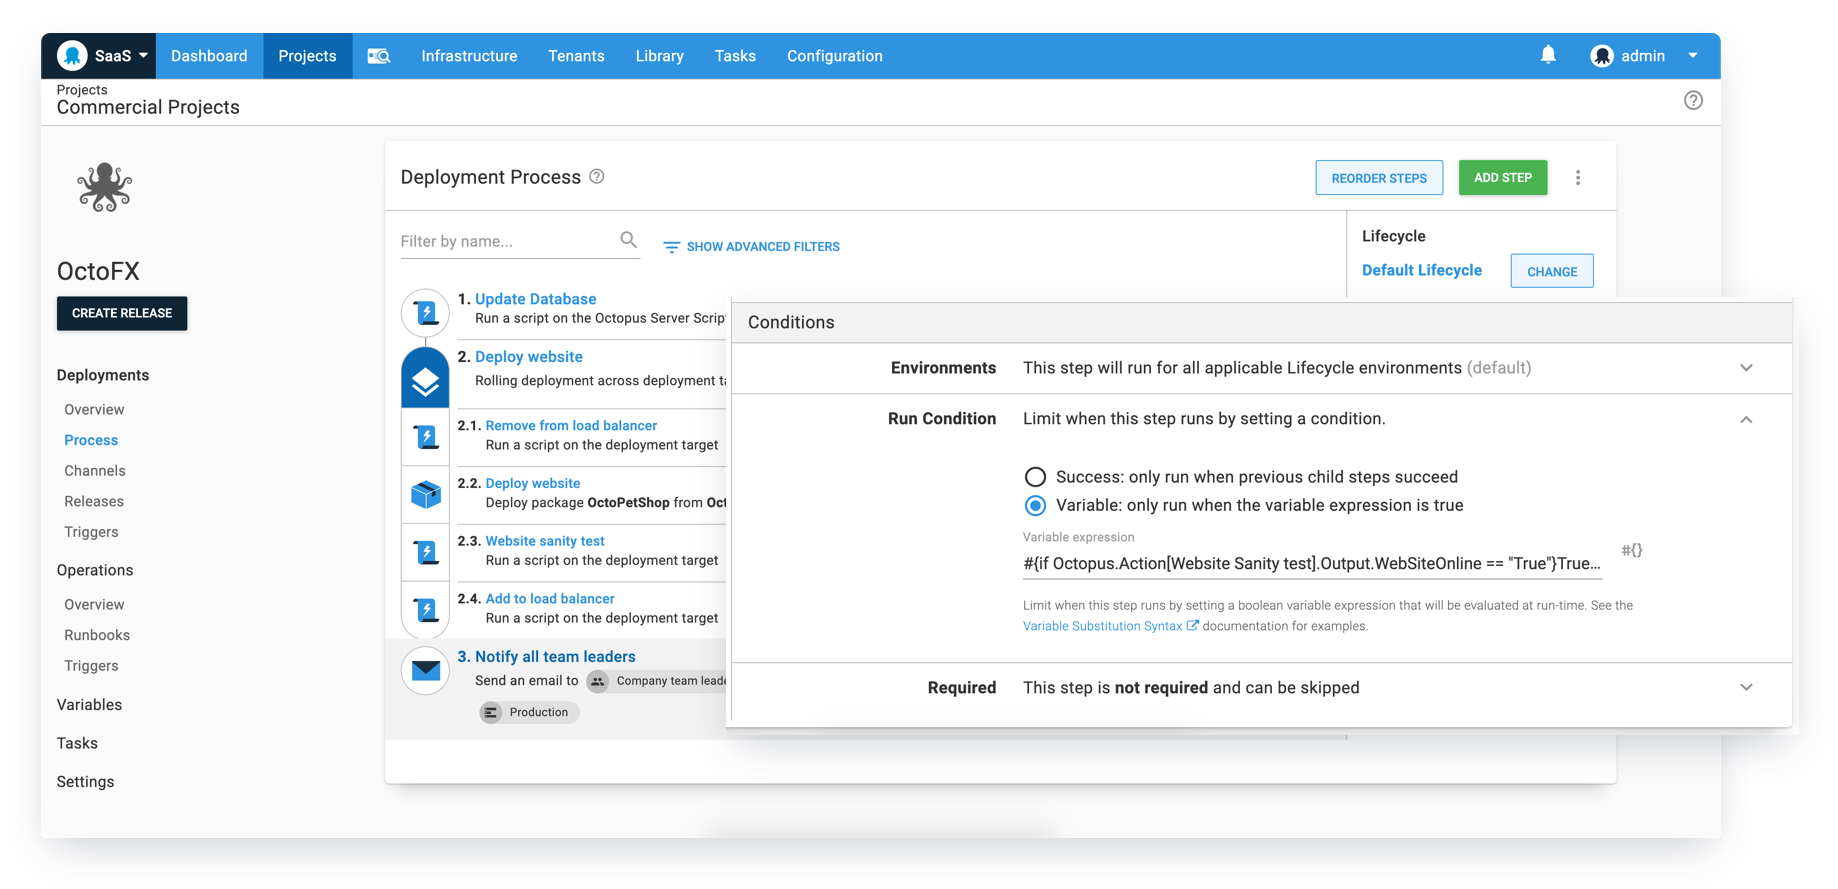 SaaS
Dashboard
Projects
Infrastructure
Tenants
Library
Tasks
Configuration
admin
Projects
Commercial Projects
OctoFX
CREATE RELEASE
Deployments
Overview
Process
Channels
Releases
Triggers
Operations
Overview
Runbooks
Triggers
Variables
Tasks
Settings
Deployment Process
REORDER STEPS
ADD STEP
Filter by name...
SHOW ADVANCED FILTERS
Lifecycle
Default Lifecycle
CHANGE
1. Update Database
Run a script on the Octopus Server Scrip
2. Deploy website
Rolling deployment across deployment ta
2.1. Remove from load balancer
Run a script on the deployment target
2.2. Deploy website
Deploy package OctoPetShop from Oct
2.3. Website sanity test
Run a script on the deployment target
2.4. Add to load balancer
Run a script on the deployment target
3. Notify all team leaders
Send an email to Company team leade
Production
Conditions
Environments This step will run for all applicable Lifecycle environments (default)
Run Condition Limit when this step runs by setting a condition.
Success: only run when previous child steps succeed
Variable: only run when the variable expression is true
Variable expression
#{if Octopus.Action[Website Sanity test].Output.WebSiteOnline == "True"}True...
#{}
Limit when this step runs by setting a boolean variable expression that will be evaluated at run-time. See the
Variable Substitution Syntax documentation for examples.
Required This step is not required and can be skipped